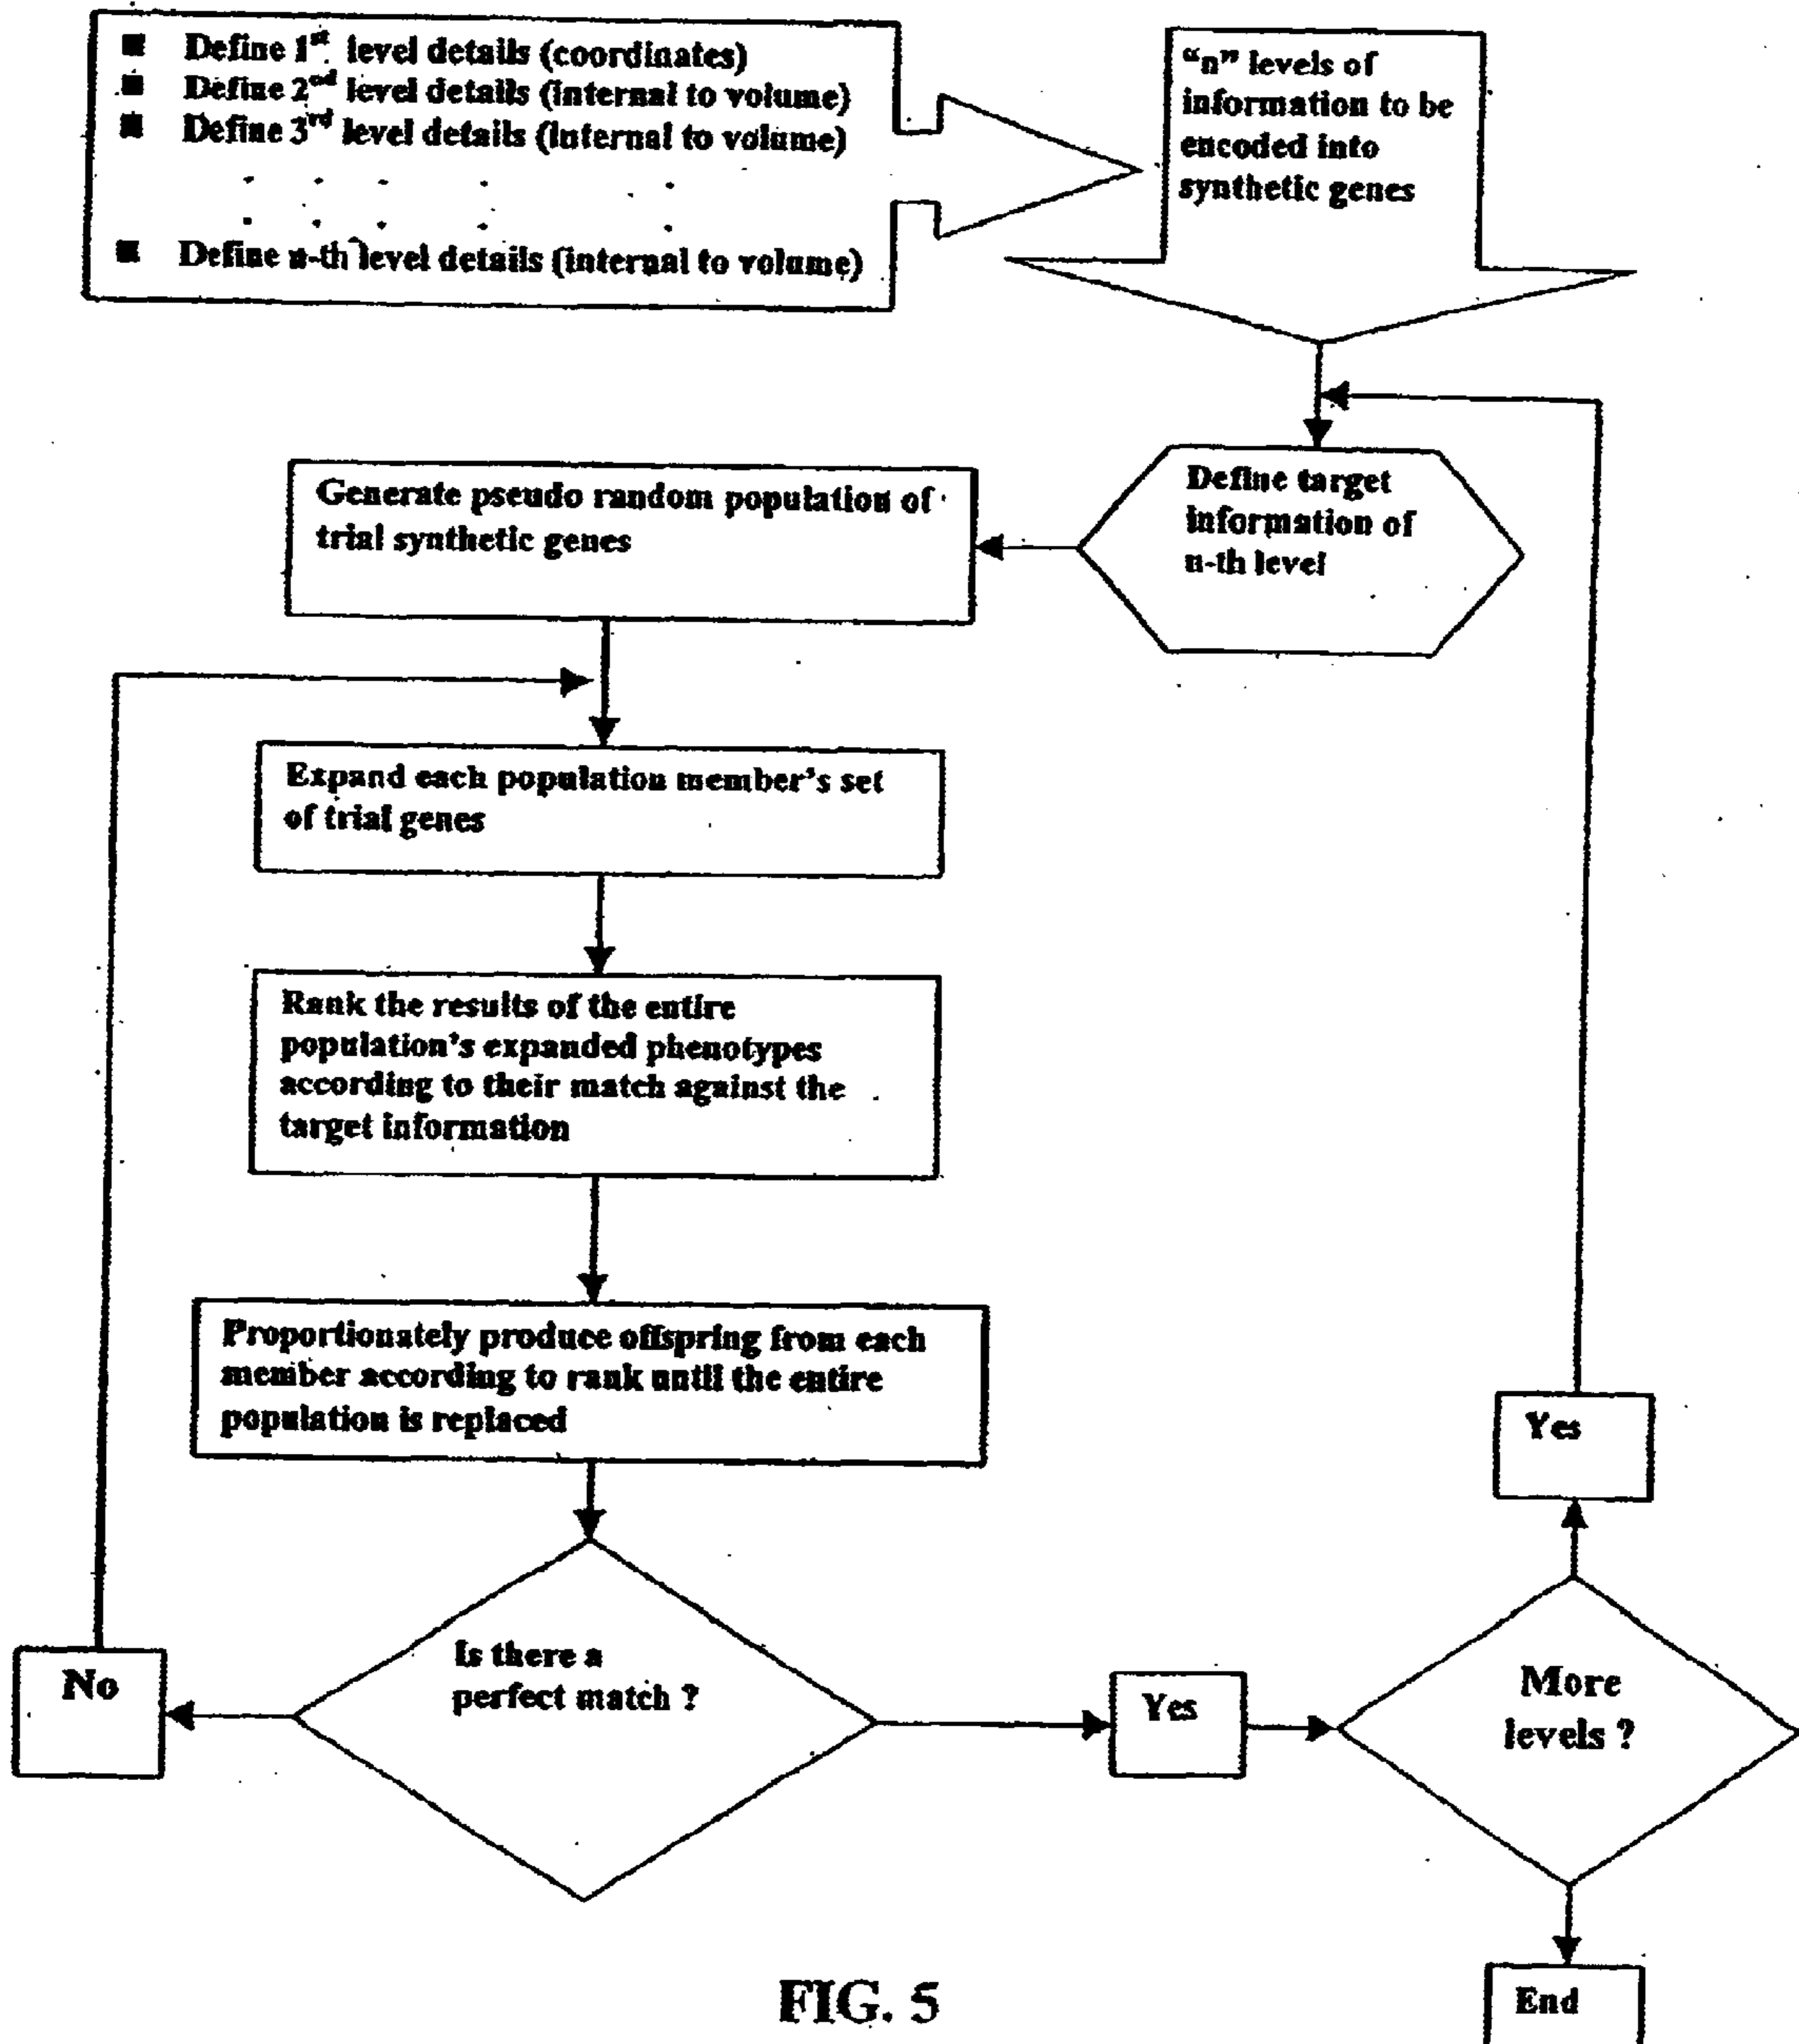 ■ Define 1st level details (coordinates)
■ Define 2nd level details (internal to volume)
■ Define 3rd level details (internal to volume)
■ Define n-th level details (internal to volume)
“n” levels of
information to be
encoded into
synthetic genes
Define target
information of
n-th level
Generate pseudo random population of
trial synthetic genes
Expand each population member's set
of trial genes
Rank the results of the entire
population's expanded phenotypes
according to their match against the
target information
Proportionately produce offspring from each
member according to rank until the entire
population is replaced
Is there a
perfect match ?
No
Yes
More
levels ?
Yes
End
FIG. 5